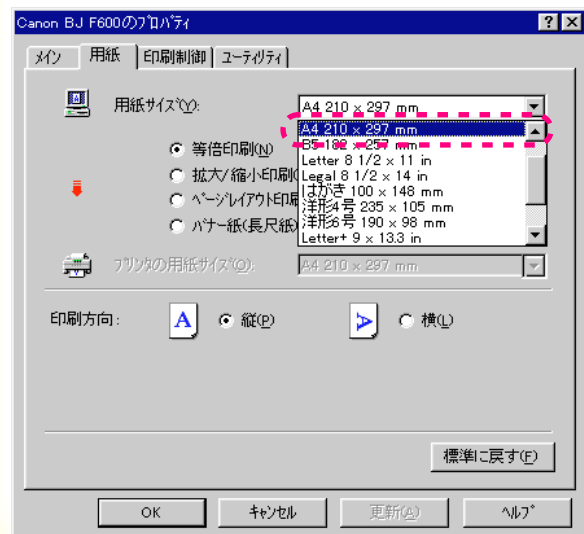 Canon BJ F600のﾌﾟﾛﾊﾟﾃｨ
ﾒｲﾝ 用紙 印刷制御 ﾕｰﾃｨﾘﾃｨ
用紙ｻｲｽﾞ(Y): A4 210 x 297 mm
A4 210 x 297 mm
B5 182 x 257 mm
等倍印刷(N) Letter 8 1/2 x 11 in
拡大/縮小印刷( Legal 8 1/2 x 14 in
はがき 100 x 148 mm
ﾍﾟｰｼﾞﾚｲｱｳﾄ印刷 洋形4号 235 x 105 mm
ﾊﾞﾅｰ紙(長尺紙) 洋形6号 190 x 98 mm
Letter+ 9 x 13.3 in
ﾌﾟﾘﾝﾀの用紙ｻｲｽﾞ(O): A4 210 x 297 mm
印刷方向: A 縦(P) A 横(L)
標準に戻す(F)
OK ｷｬﾝｾﾙ 更新(A) ﾍﾙﾌﾟ